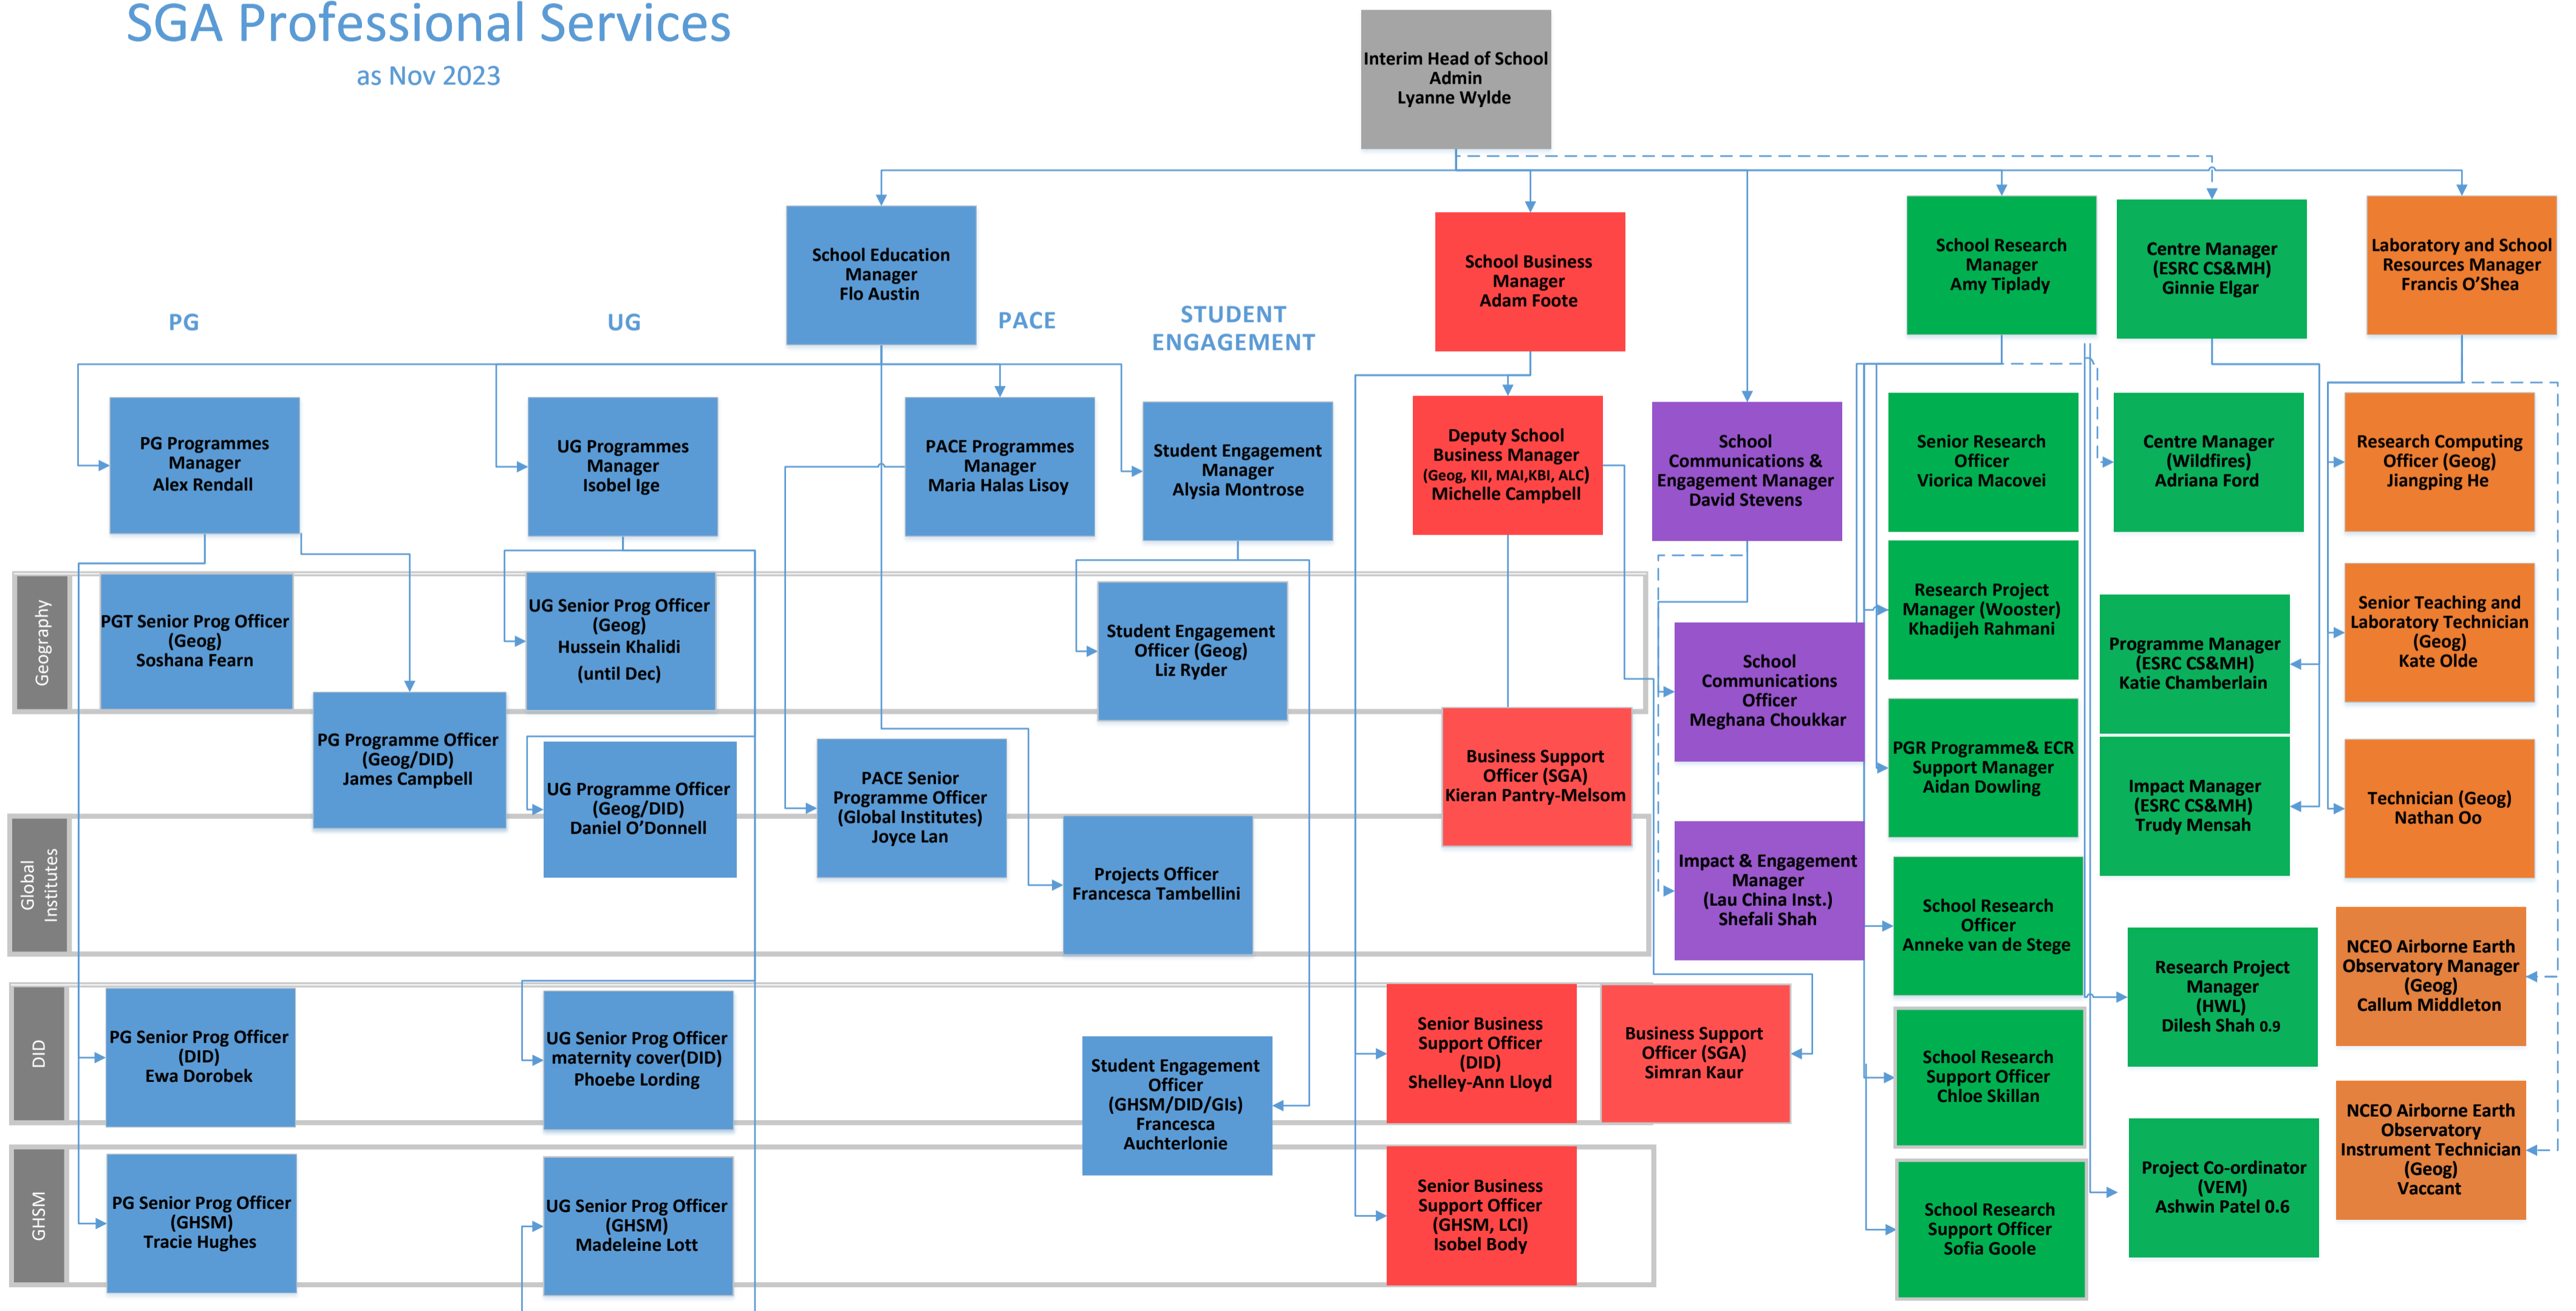 SGA Professional Services
as Nov 2023
Interim Head of School
Admin
Lyanne Wylde
School Education
Manager
Flo Austin
School Business
Manager
Adam Foote
School Research
Manager
Amy Tiplady
Centre Manager
(ESRC CS&MH)
Ginnie Elgar
Laboratory and School
Resources Manager
Francis O’Shea
PG
UG
PACE
STUDENT
ENGAGEMENT
PG Programmes
Manager
Alex Rendall
UG Programmes
Manager
Isobel Ige
PACE Programmes
Manager
Maria Halas Lisoy
Student Engagement
Manager
Alysia Montrose
Deputy School
Business Manager
(Geog, KII, MAI,KBI, ALC)
Michelle Campbell
School
Communications &
Engagement Manager
David Stevens
Senior Research
Officer
Viorica Macovei
Centre Manager
(Wildfires)
Adriana Ford
Research Computing
Officer (Geog)
Jiangping He
Geography
PGT Senior Prog Officer
(Geog)
Soshana Fearn
UG Senior Prog Officer
(Geog)
Hussein Khalidi
(until Dec)
Student Engagement
Officer (Geog)
Liz Ryder
School
Communications
Officer
Meghana Choukkar
Research Project
Manager (Wooster)
Khadijeh Rahmani
Programme Manager
(ESRC CS&MH)
Katie Chamberlain
Senior Teaching and
Laboratory Technician
(Geog)
Kate Olde
PG Programme Officer
(Geog/DID)
James Campbell
UG Programme Officer
(Geog/DID)
Daniel O’Donnell
PACE Senior
Programme Officer
(Global Institutes)
Joyce Lan
Business Support
Officer (SGA)
Kieran Pantry-Melsom
PGR Programme& ECR
Support Manager
Aidan Dowling
Impact Manager
(ESRC CS&MH)
Trudy Mensah
Technician (Geog)
Nathan Oo
Global
Institutes
Projects Officer
Francesca Tambellini
Impact & Engagement
Manager
(Lau China Inst.)
Shefali Shah
School Research
Officer
Anneke van de Stege
Research Project
Manager
(HWL)
Dilesh Shah 0.9
NCEO Airborne Earth
Observatory Manager
(Geog)
Callum Middleton
DID
PG Senior Prog Officer
(DID)
Ewa Dorobek
UG Senior Prog Officer
maternity cover(DID)
Phoebe Lording
Student Engagement
Officer
(GHSM/DID/GIs)
Francesca
Auchterlonie
Senior Business
Support Officer
(DID)
Shelley-Ann Lloyd
Business Support
Officer (SGA)
Simran Kaur
School Research
Support Officer
Chloe Skillan
NCEO Airborne Earth
Observatory
Instrument Technician
(Geog)
Vaccant
GHSM
PG Senior Prog Officer
(GHSM)
Tracie Hughes
UG Senior Prog Officer
(GHSM)
Madeleine Lott
Senior Business
Support Officer
(GHSM, LCI)
Isobel Body
School Research
Support Officer
Sofia Goole
Project Co-ordinator
(VEM)
Ashwin Patel 0.6